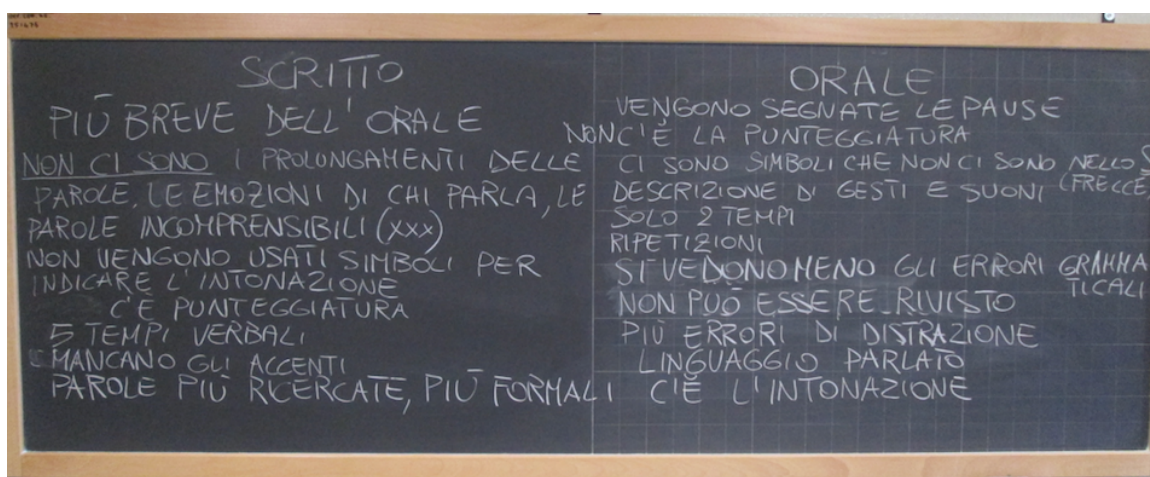 SCRITTO
PIÙ BREVE DELL'ORALE
NON CI SONO I PROLUNGAMENTI DELLE
PAROLE, LE EMOZIONI DI CHI PARLA, LE
PAROLE INCOMPRENSIBILI (XXX)
NON VENGONO USATI SIMBOLI PER
INDICARE L'INTONAZIONE
C'È PUNTEGGIATURA
5 TEMPI VERBALI
MANCANO GLI ACCENTI
PAROLE PIÙ RICERCATE, PIÙ FORMALI
ORALE
VENGONO SEGNATE LE PAUSE
NON C'È LA PUNTEGGIATURA
CI SONO SIMBOLI CHE NON CI SONO NELLO S
(FRECCE,
DESCRIZIONE DI GESTI E SUONI
SOLO 2 TEMPI
RIPETIZIONI
SI VEDONO MENO GLI ERRORI GRAMMA
TICALI
NON PUÒ ESSERE RIVISTO
PIÙ ERRORI DI DISTRAZIONE
LINGUAGGIO PARLATO
C'È L'INTONAZIONE